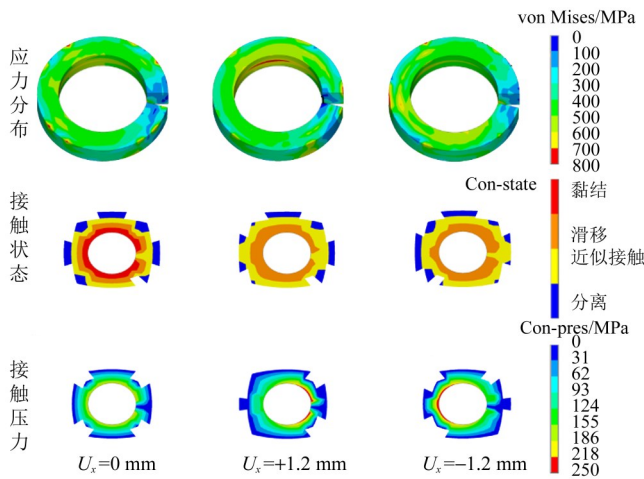 von Mises/MPa
0
100
200
300
400
500
600
700
800
应力分布
Con-state
黏结
滑移
近似接触
分离
接触状态
Con-pres/MPa
0
31
62
93
124
155
186
218
250
接触压力
Uₓ=0 mm
Uₓ=+1.2 mm
Uₓ=−1.2 mm